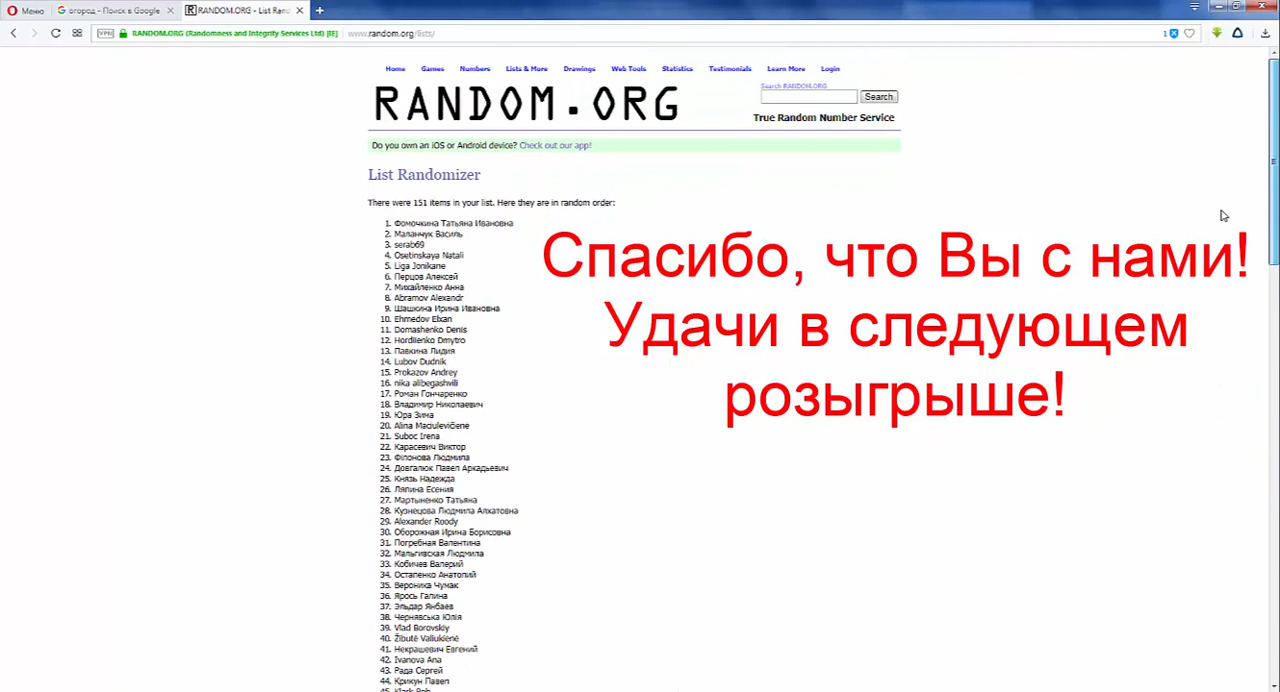 Меню
огород - Поиск в Google
RANDOM.ORG - List Ran
VPN
RANDOM.ORG (Randomness and Integrity Services Ltd) [IE]
www.random.org/lists/
1
Home Games Numbers Lists & More Drawings Web Tools Statistics Testimonials Learn More Login
RANDOM.ORG
Search RANDOM.ORG
Search
True Random Number Service
Do you own an iOS or Android device? Check out our app!
List Randomizer
There were 151 items in your list. Here they are in random order:
1. Фомочкина Татьяна Ивановна
2. Маланчук Василь
3. serab69
4. Osetinskaya Natali
5. Liga Jonikane
6. Перцов Алексей
7. Михайленко Анна
8. Abramov Alexandr
9. Шашкина Ирина Ивановна
10. Ehmedov Elxan
11. Domashenko Denis
12. Hordiienko Dmytro
13. Павкина Лидия
14. Lubov Dudnik
15. Prokazov Andrey
16. nika alibegashvili
17. Роман Гончаренко
18. Владимир Николаевич
19. Юра Зима
20. Alina Maciulevičiene
21. Suboc Irena
22. Карасевич Виктор
23. Філонова Людмила
24. Довгалюк Павел Аркадьевич
25. Князь Надежда
26. Ляпина Есения
27. Мартыненко Татьяна
28. Кузнецова Людмила Алхатовна
29. Alexander Roody
30. Оборожная Ирина Борисовна
31. Погребная Валентина
32. Мальгивская Людмила
33. Кобичев Валерий
34. Остапенко Анатолий
35. Вероника Чумак
36. Ярось Галина
37. Эльдар Янбаев
38. Чернявська Юлія
39. Vlad Borovskiy
40. Žibutė Valiukienė
41. Некрашевич Евгений
42. Ivanova Ana
43. Рада Сергей
44. Крикун Павел
Спасибо, что Вы с нами!
Удачи в следующем
розыгрыше!